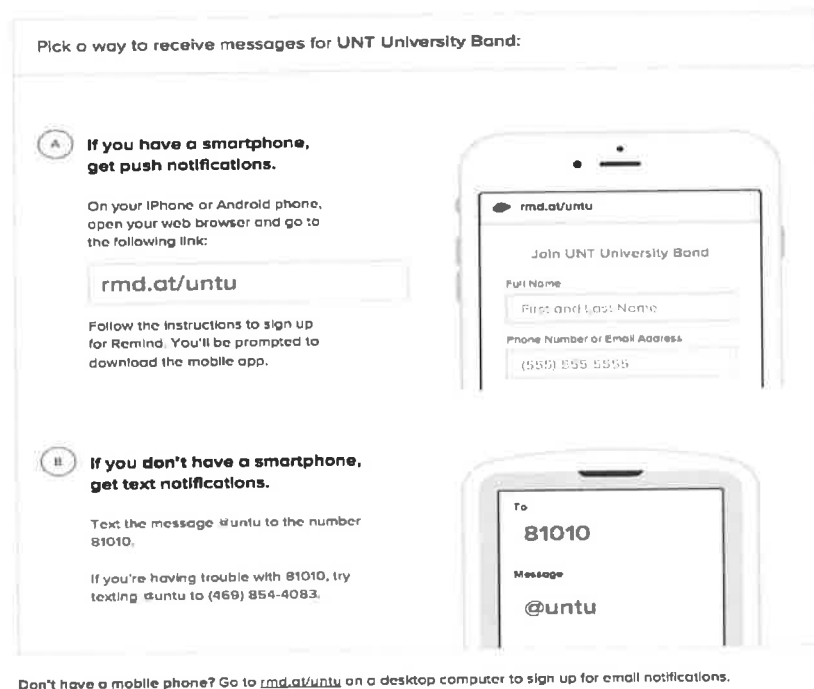 Pick a way to receive messages for UNT University Band:
A
If you have a smartphone,
get push notifications.
On your iPhone or Android phone,
open your web browser and go to
the following link:
rmd.at/untu
Follow the instructions to sign up
for Remind. You'll be prompted to
download the mobile app.
rmd.at/untu
Join UNT University Band
Full Name
First and Last Name
Phone Number or Email Address
(555) 555-5555
B
If you don't have a smartphone,
get text notifications.
Text the message @untu to the number
81010.
If you're having trouble with 81010, try
texting @untu to (469) 854-4083.
To
81010
Message
@untu
Don't have a mobile phone? Go to rmd.at/untu on a desktop computer to sign up for email notifications.